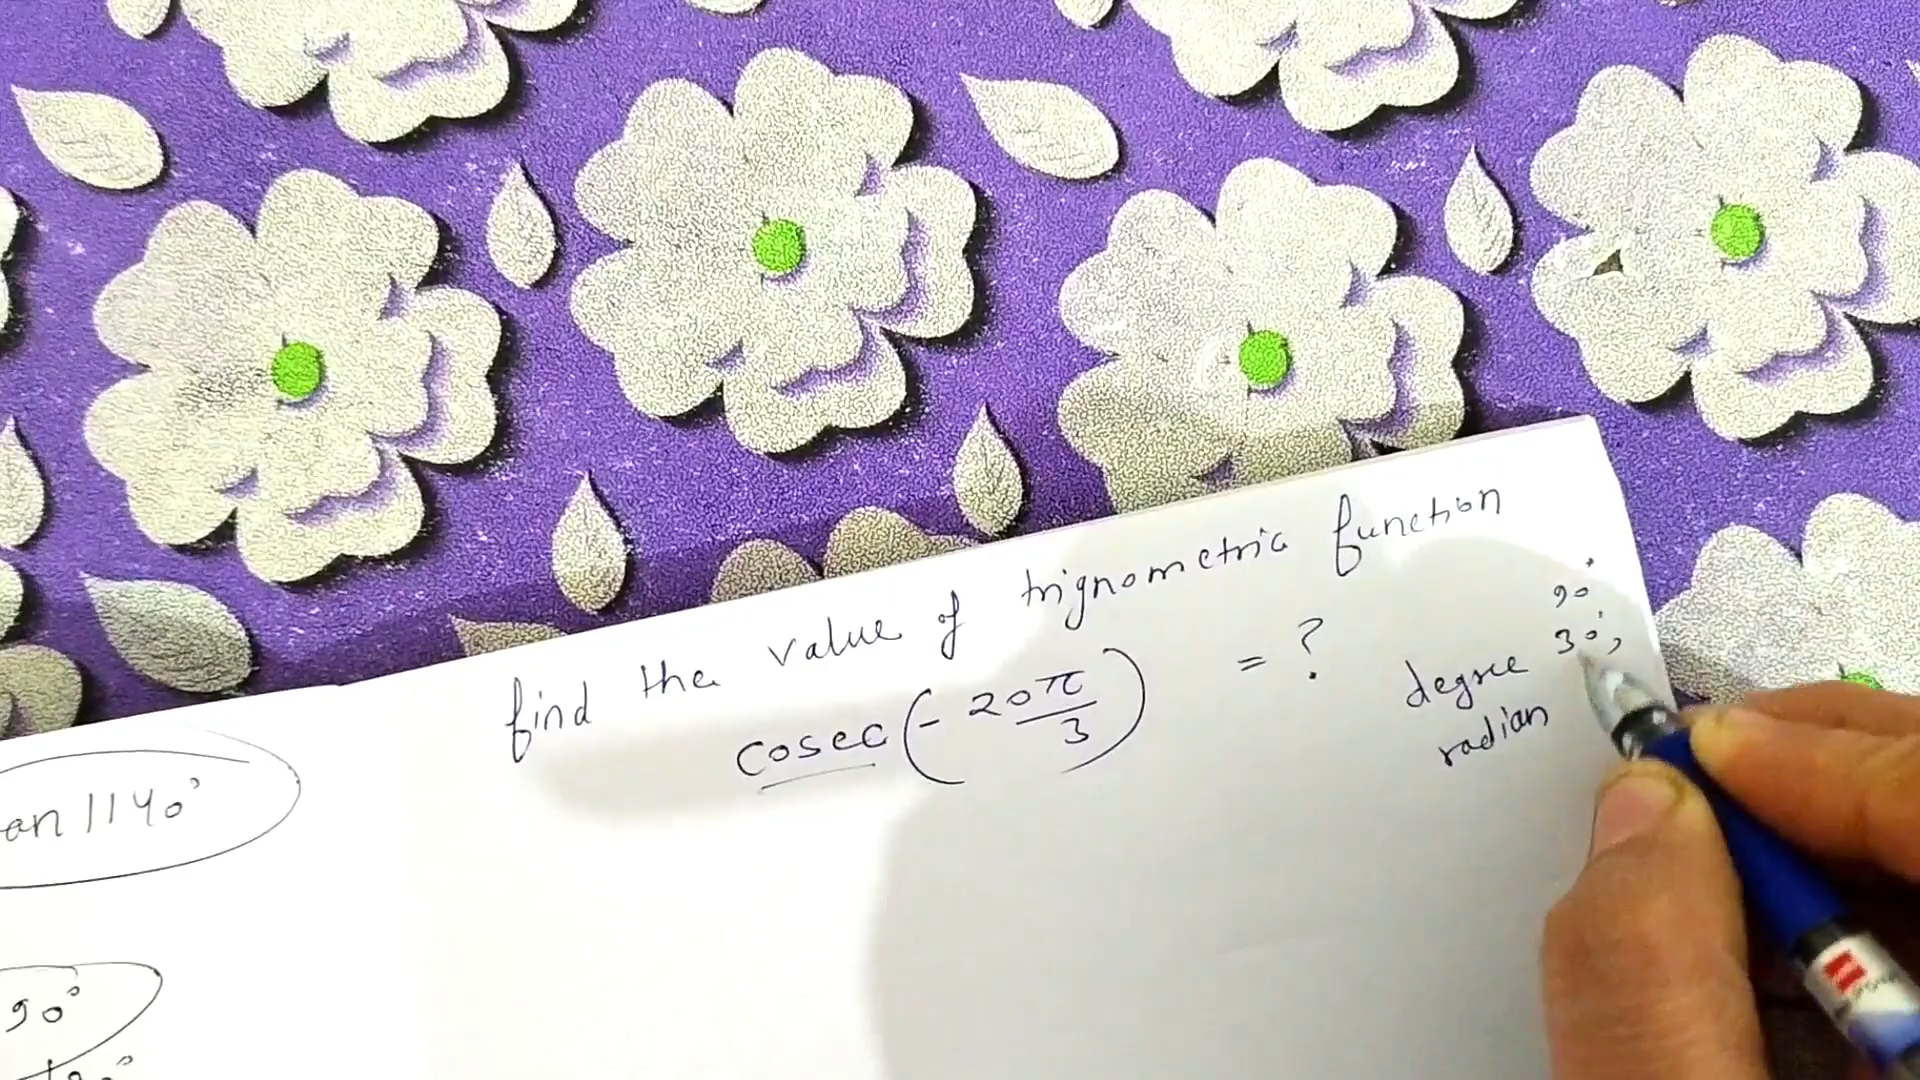 find the value of trignometric function
cosec (- 20π/3) = ?
90°
degree 30°,
radian
an 1140°
90°